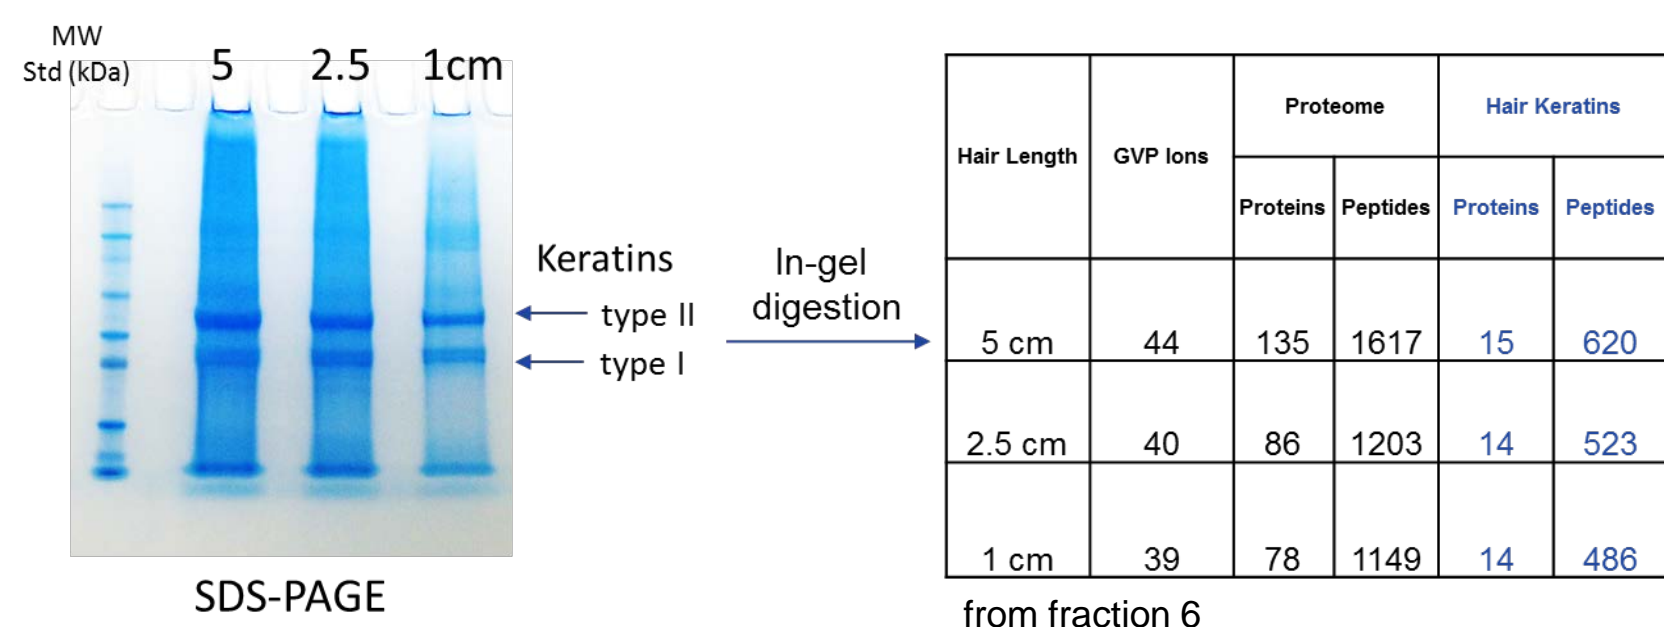 MW
Std (kDa)
5 2.5 1cm
Keratins
type II
type I
SDS-PAGE
In-gel
digestion
Hair Length GVP Ions Proteome Hair Keratins
Proteins Peptides Proteins Peptides
5 cm 44 135 1617 15 620
2.5 cm 40 86 1203 14 523
1 cm 39 78 1149 14 486
from fraction 6